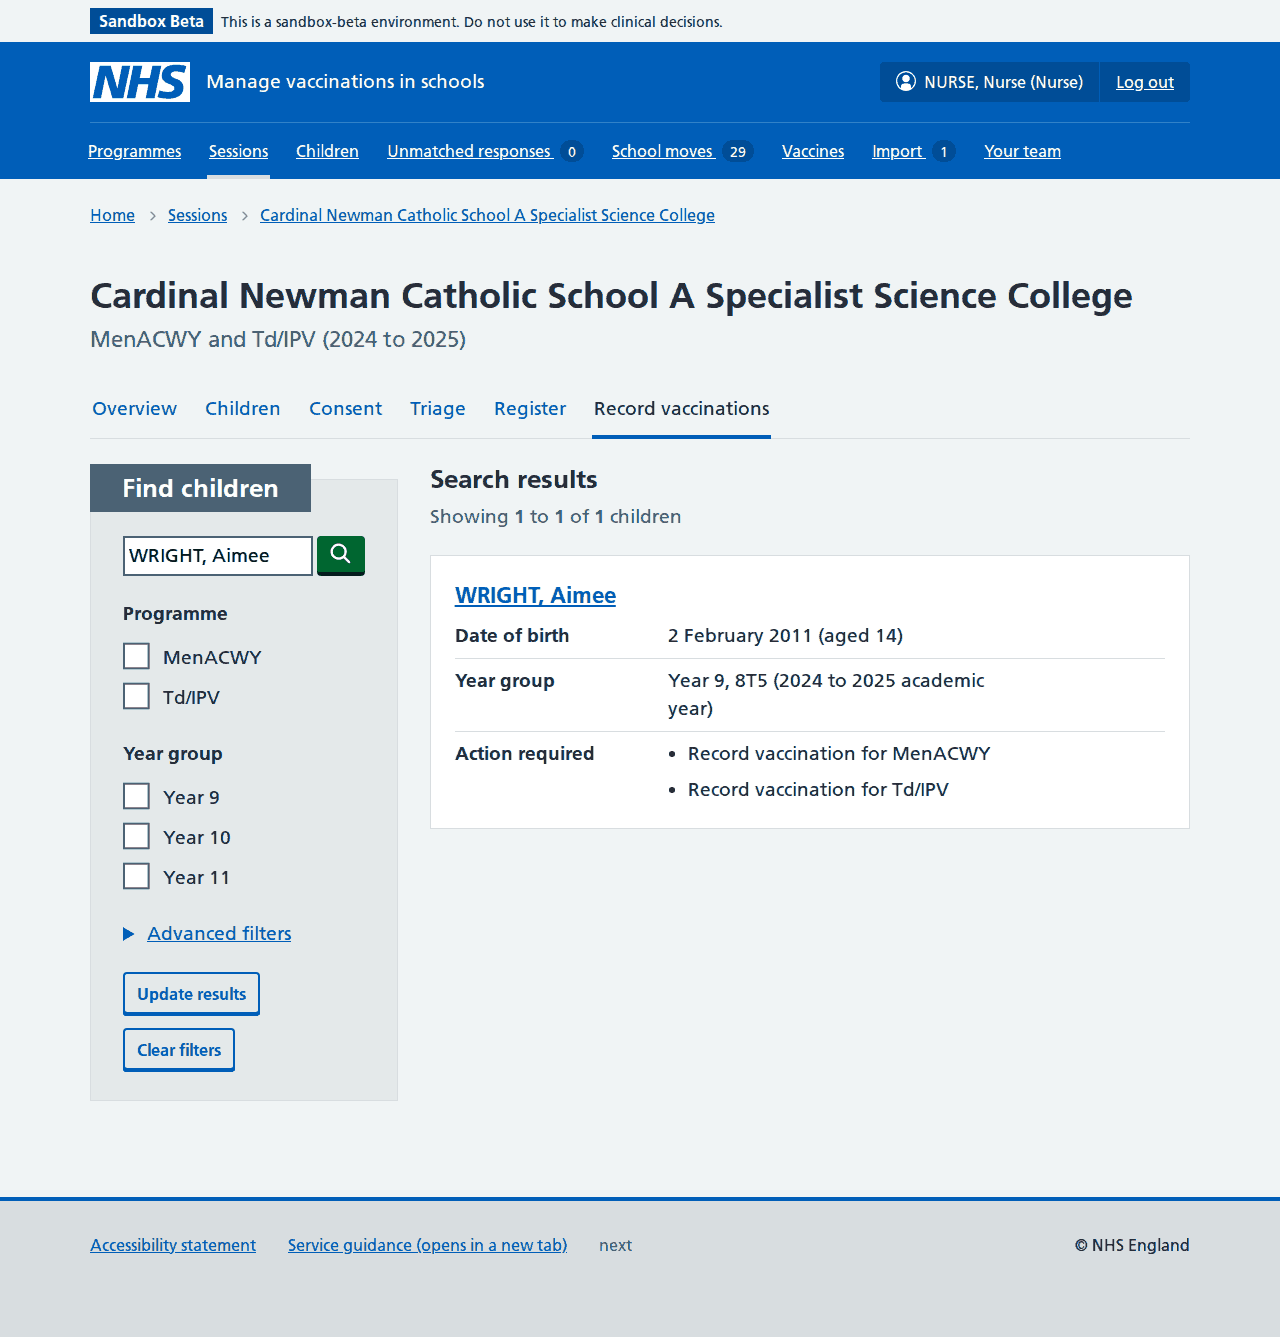 Sandbox Beta This is a sandbox-beta environment. Do not use it to make clinical decisions.
NHS Manage vaccinations in schools NURSE, Nurse (Nurse) Log out
Programmes Sessions Children Unmatched responses 0 School moves 29 Vaccines Import 1 Your team
Home Sessions Cardinal Newman Catholic School A Specialist Science College
Cardinal Newman Catholic School A Specialist Science College
MenACWY and Td/IPV (2024 to 2025)
Overview Children Consent Triage Register Record vaccinations
Find children
WRIGHT, Aimee
Programme
MenACWY
Td/IPV
Year group
Year 9
Year 10
Year 11
Advanced filters
Update results
Clear filters
Search results
Showing 1 to 1 of 1 children
WRIGHT, Aimee
Date of birth 2 February 2011 (aged 14)
Year group Year 9, 8T5 (2024 to 2025 academic
year)
Action required • Record vaccination for MenACWY
• Record vaccination for Td/IPV
Accessibility statement Service guidance (opens in a new tab) next © NHS England